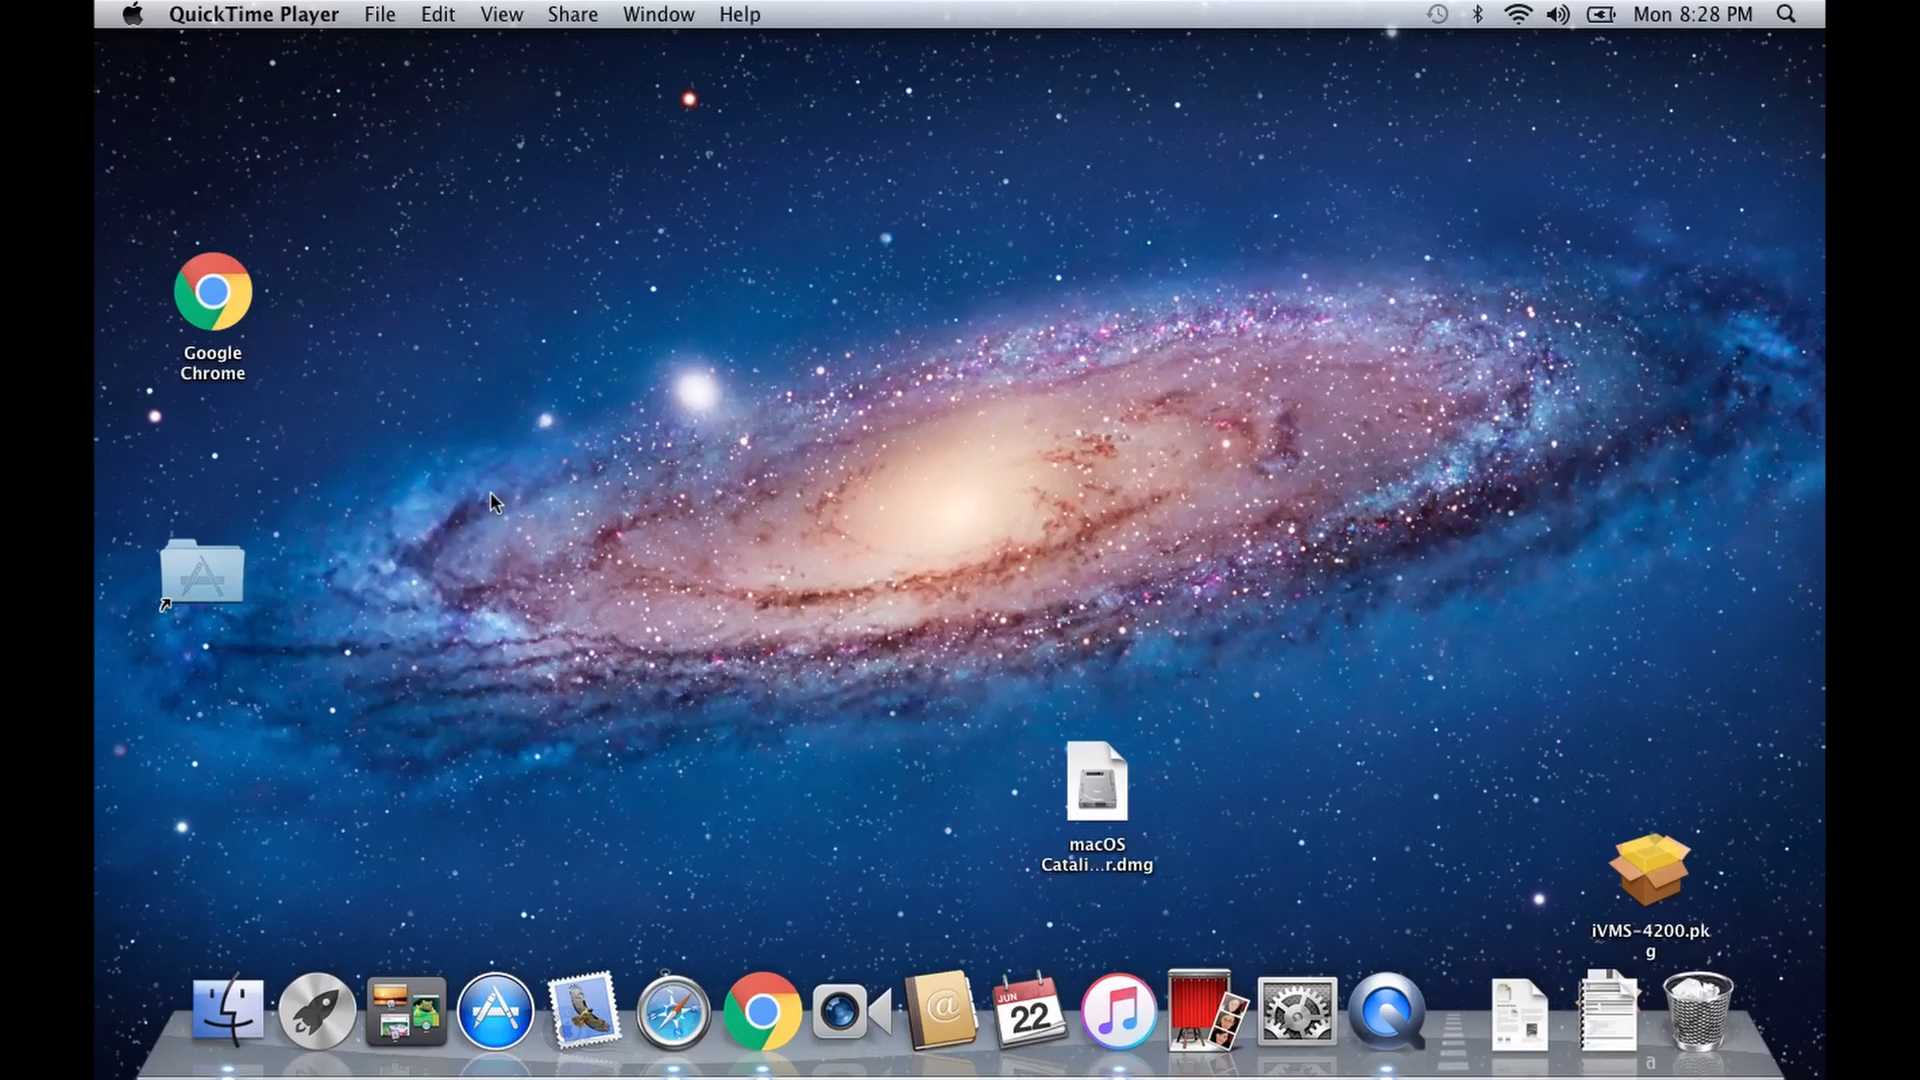 QuickTime Player File Edit View Share Window Help Mon 8:28 PM
Google
Chrome
macOS
Catali...r.dmg
iVMS-4200.pk
g
@
JUN
22
a